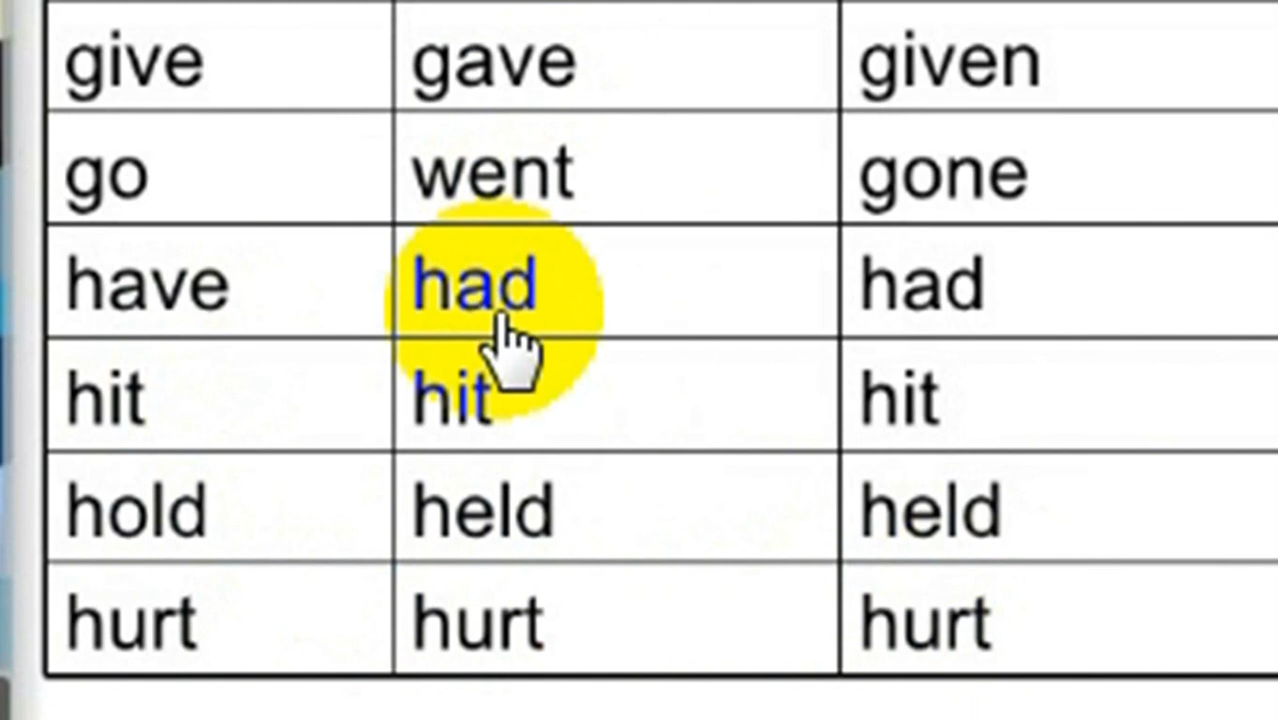 give gave given
go went gone
have had had
hit hit hit
hold held held
hurt hurt hurt